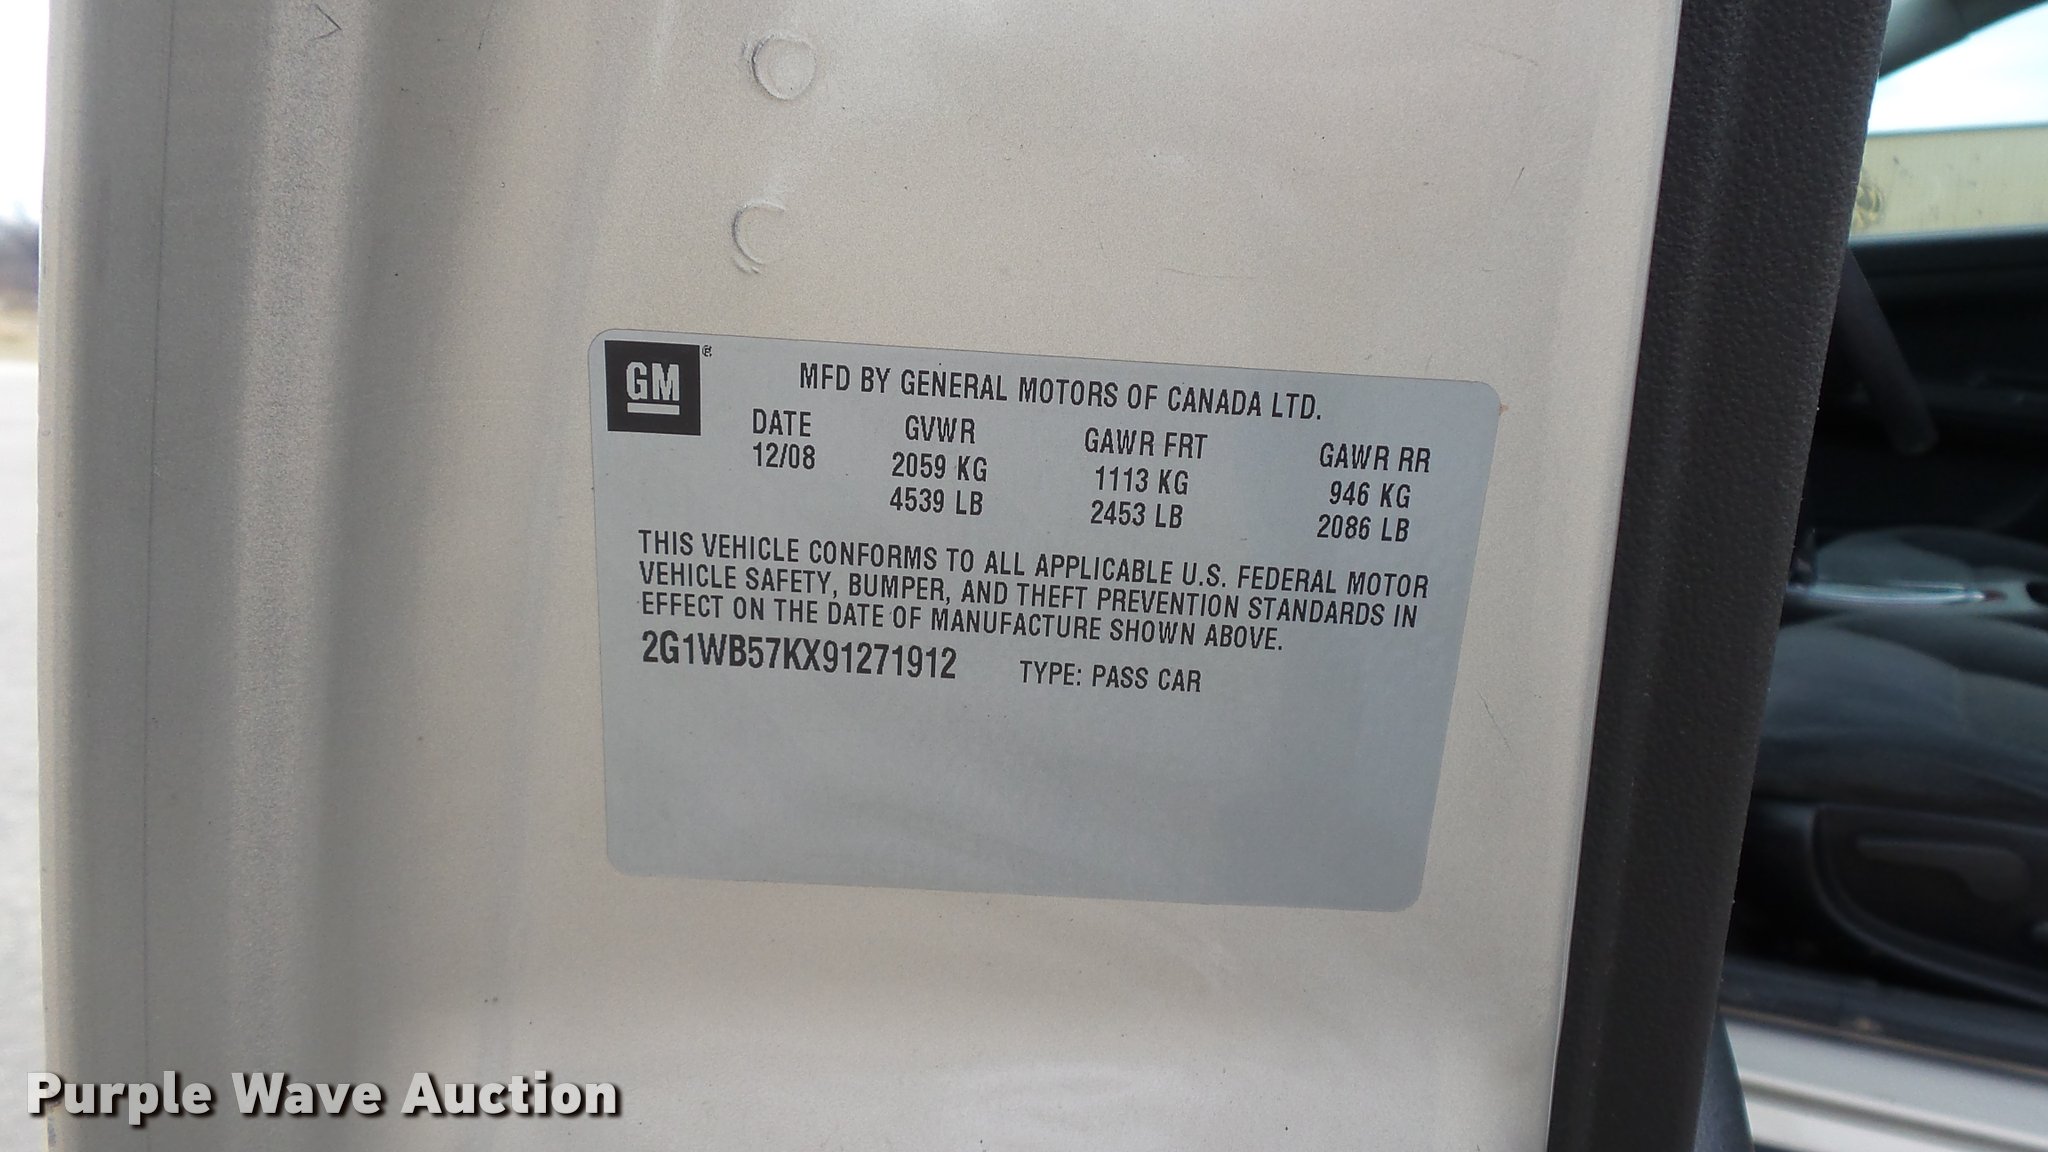 GM ®
MFD BY GENERAL MOTORS OF CANADA LTD.
DATE GVWR GAWR FRT GAWR RR
12/08 2059 KG 1113 KG 946 KG
4539 LB 2453 LB 2086 LB
THIS VEHICLE CONFORMS TO ALL APPLICABLE U.S. FEDERAL MOTOR
VEHICLE SAFETY, BUMPER, AND THEFT PREVENTION STANDARDS IN
EFFECT ON THE DATE OF MANUFACTURE SHOWN ABOVE.
2G1WB57KX91271912 TYPE: PASS CAR
Purple Wave Auction